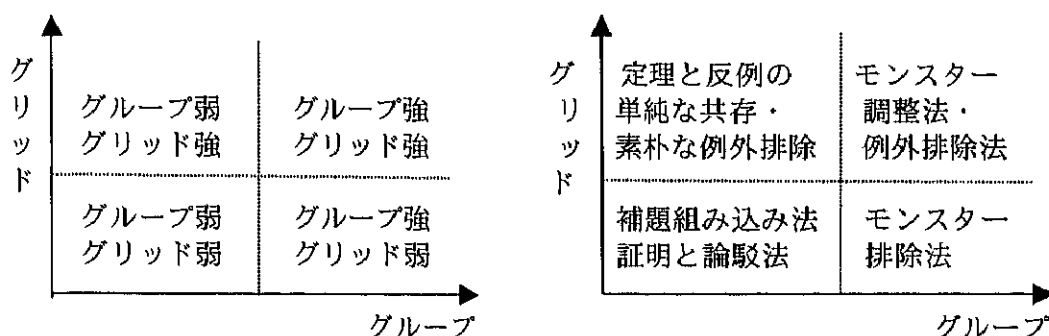 グリッド
グループ弱
グリッド強
グループ強
グリッド強
グループ弱
グリッド弱
グループ強
グリッド弱
グループ
グリッド
定理と反例の
単純な共存・
素朴な例外排除
モンスター
調整法・
例外排除法
補題組み込み法
証明と論駁法
モンスター
排除法
グループ